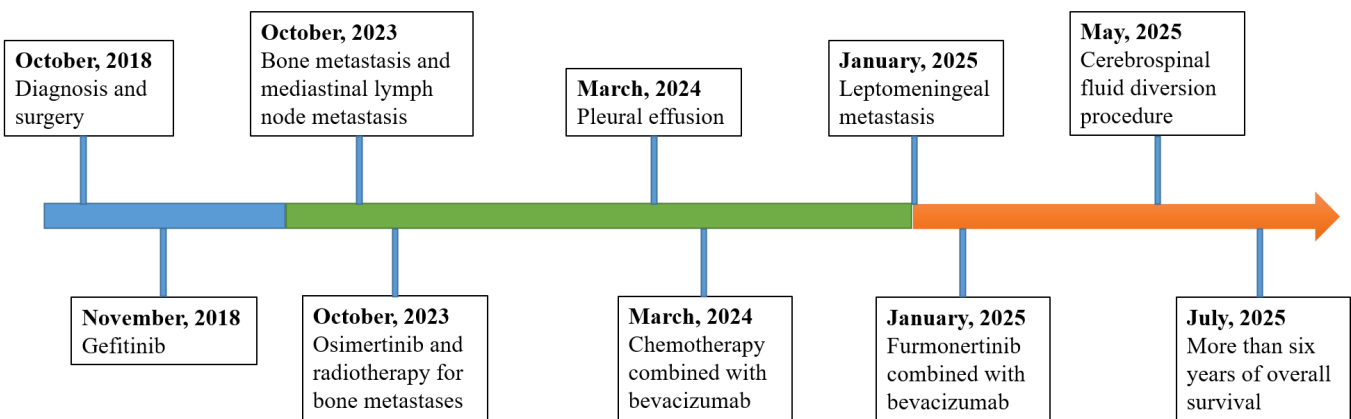 October, 2018
Diagnosis and
surgery
October, 2023
Bone metastasis and
mediastinal lymph
node metastasis
March, 2024
Pleural effusion
January, 2025
Leptomeningeal
metastasis
May, 2025
Cerebrospinal
fluid diversion
procedure
November, 2018
Gefitinib
October, 2023
Osimertinib and
radiotherapy for
bone metastases
March, 2024
Chemotherapy
combined with
bevacizumab
January, 2025
Furmonertinib
combined with
bevacizumab
July, 2025
More than six
years of overall
survival